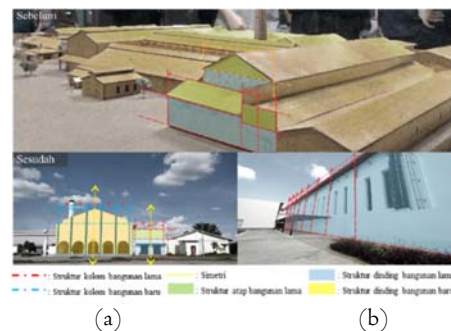 Sebelum
Sesudah
: Struktur kolom bangunan lama : Simetri : Struktur dinding bangunan lama
: Struktur kolom bangunan baru : Struktur atap bangunan lama : Struktur dinding bangunan baru
(a) (b)